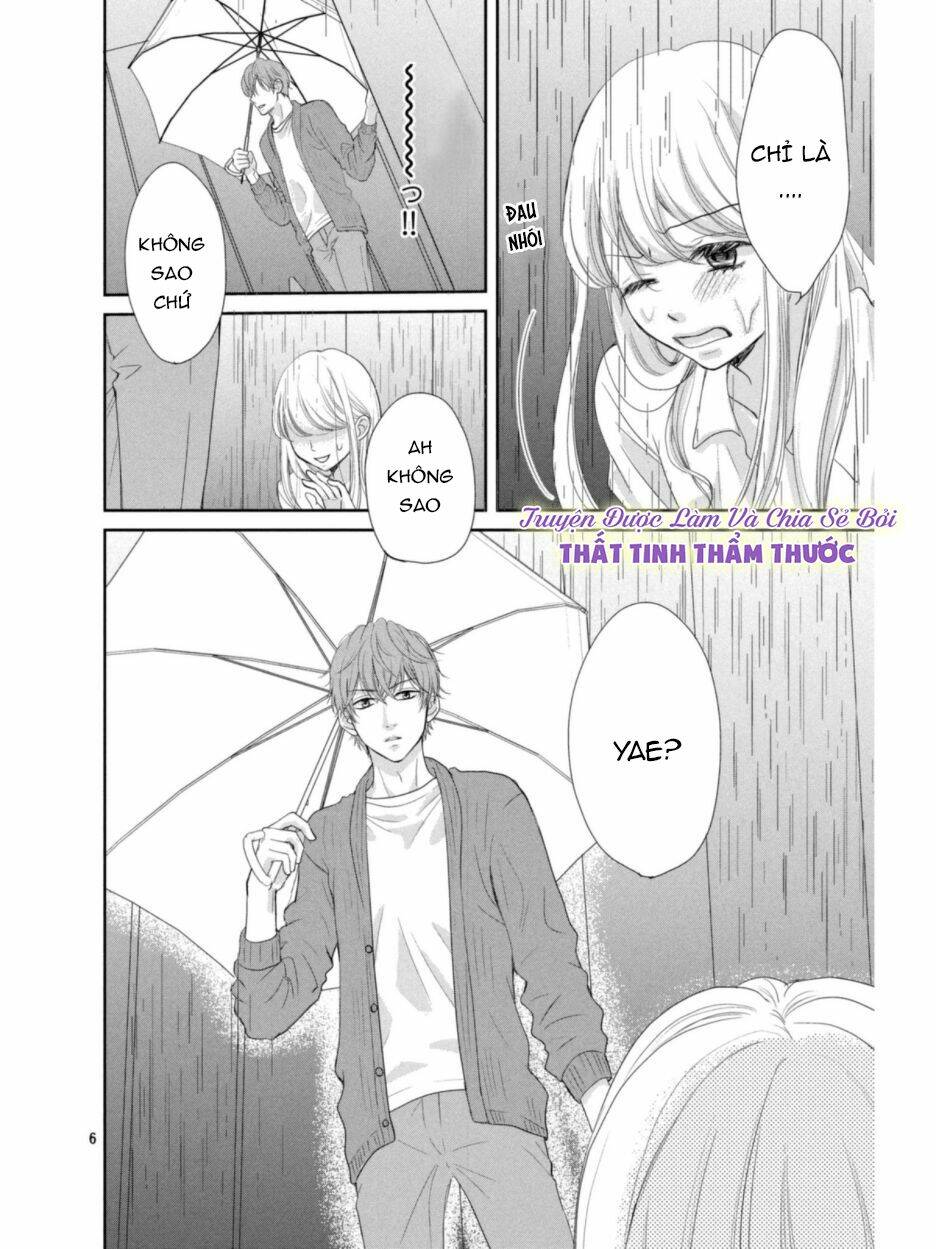 CHỈ LÀ
....
ĐAU
NHÓI
~~っ!!
KHÔNG
SAO
CHỨ
AH
KHÔNG
SAO
Truyện Được Làm Và Chia Sẻ Bởi
THẤT TINH THẨM THƯỚC
YAE?
6